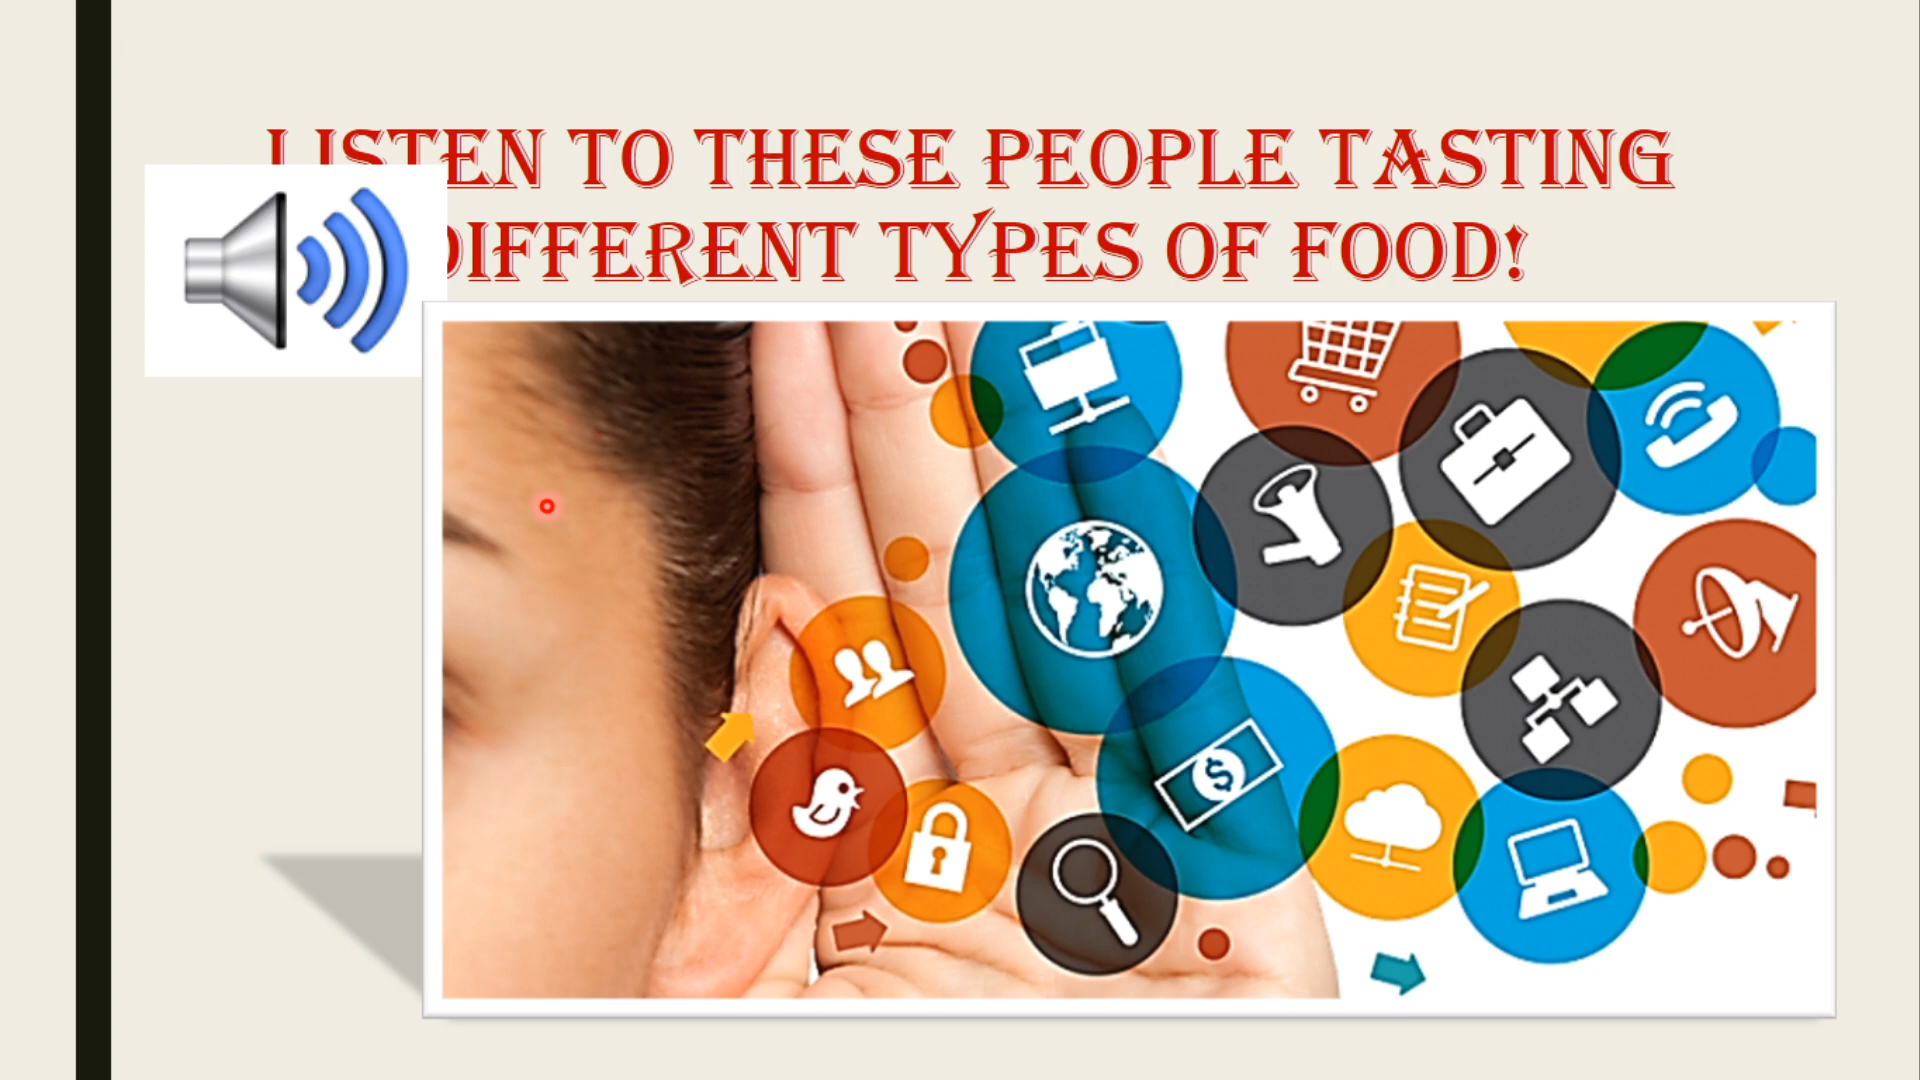 LISTEN TO THESE PEOPLE TASTING
DIFFERENT TYPES OF FOOD!
$